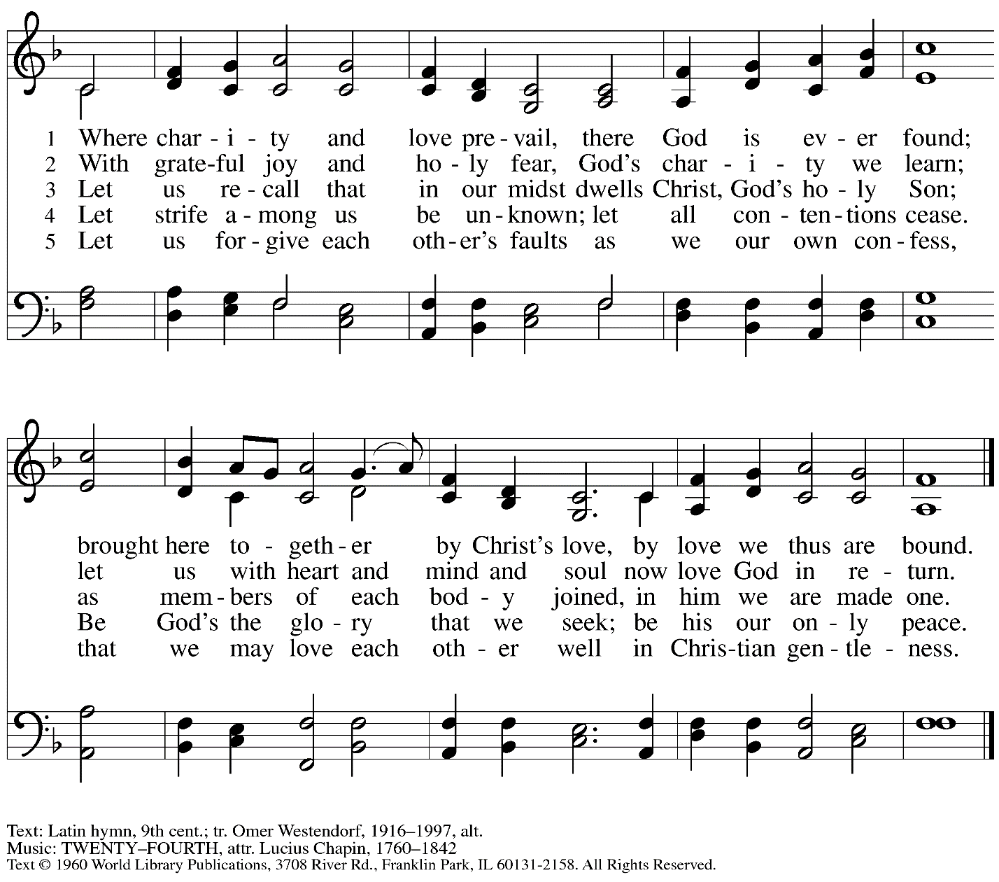 1 Where char - i - ty and love pre - vail, there God is ev - er found;
2 With grate - ful joy and ho - ly fear, God's char - i - ty we learn;
3 Let us re - call that in our midst dwells Christ, God's ho - ly Son;
4 Let strife a - mong us be un - known; let all con - ten - tions cease.
5 Let us for - give each oth - er's faults as we our own con - fess,
brought here to - geth - er by Christ's love, by love we thus are bound.
let us with heart and mind and soul now love God in re - turn.
as mem - bers of each bod - y joined, in him we are made one.
Be God's the glo - ry that we seek; be his our on - ly peace.
that we may love each oth - er well in Chris - tian gen - tle - ness.
Text: Latin hymn, 9th cent.; tr. Omer Westendorf, 1916–1997, alt.
Music: TWENTY–FOURTH, attr. Lucius Chapin, 1760–1842
Text © 1960 World Library Publications, 3708 River Rd., Franklin Park, IL 60131-2158. All Rights Reserved.